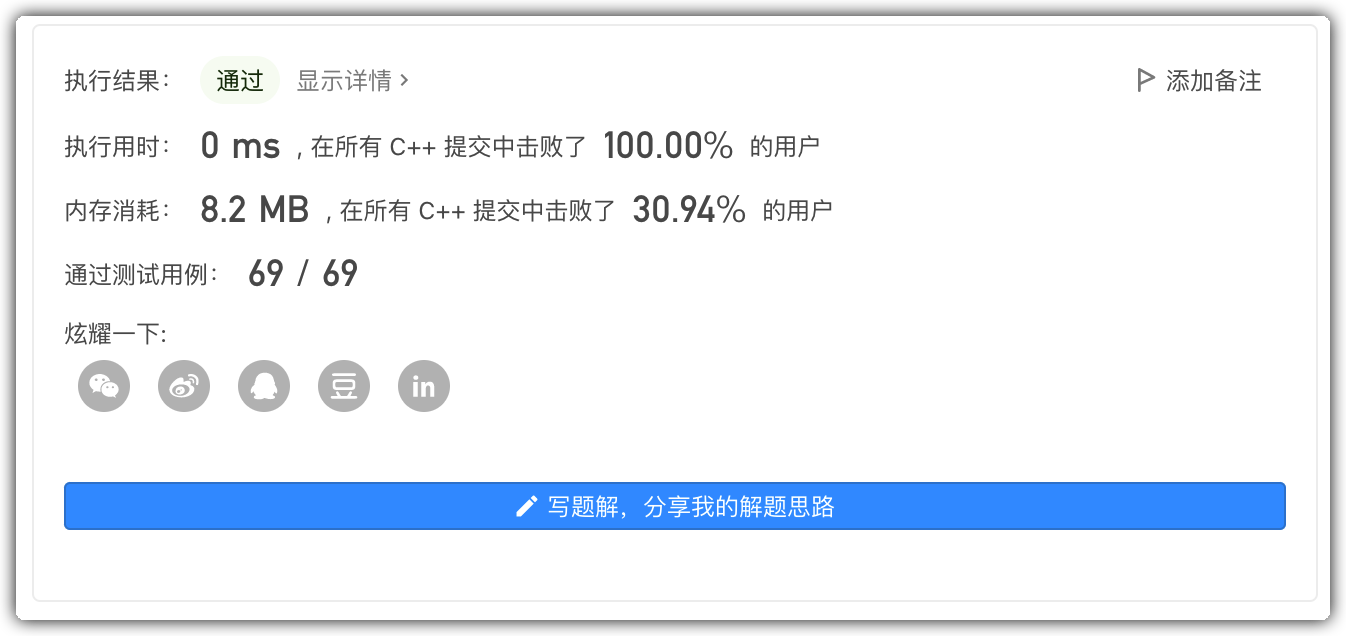 执行结果： 通过 显示详情 › 添加备注
执行用时： 0 ms , 在所有 C++ 提交中击败了 100.00% 的用户
内存消耗： 8.2 MB , 在所有 C++ 提交中击败了 30.94% 的用户
通过测试用例： 69 / 69
炫耀一下:
豆 in
写题解，分享我的解题思路